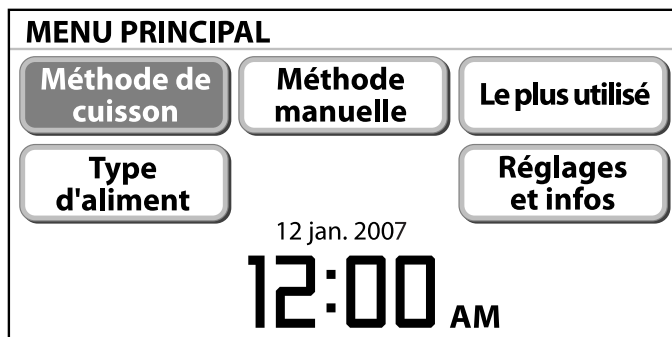 MENU PRINCIPAL
Méthode de
cuisson
Méthode
manuelle
Le plus utilisé
Type
d'aliment
Réglages
et infos
12 jan. 2007
12:00 AM